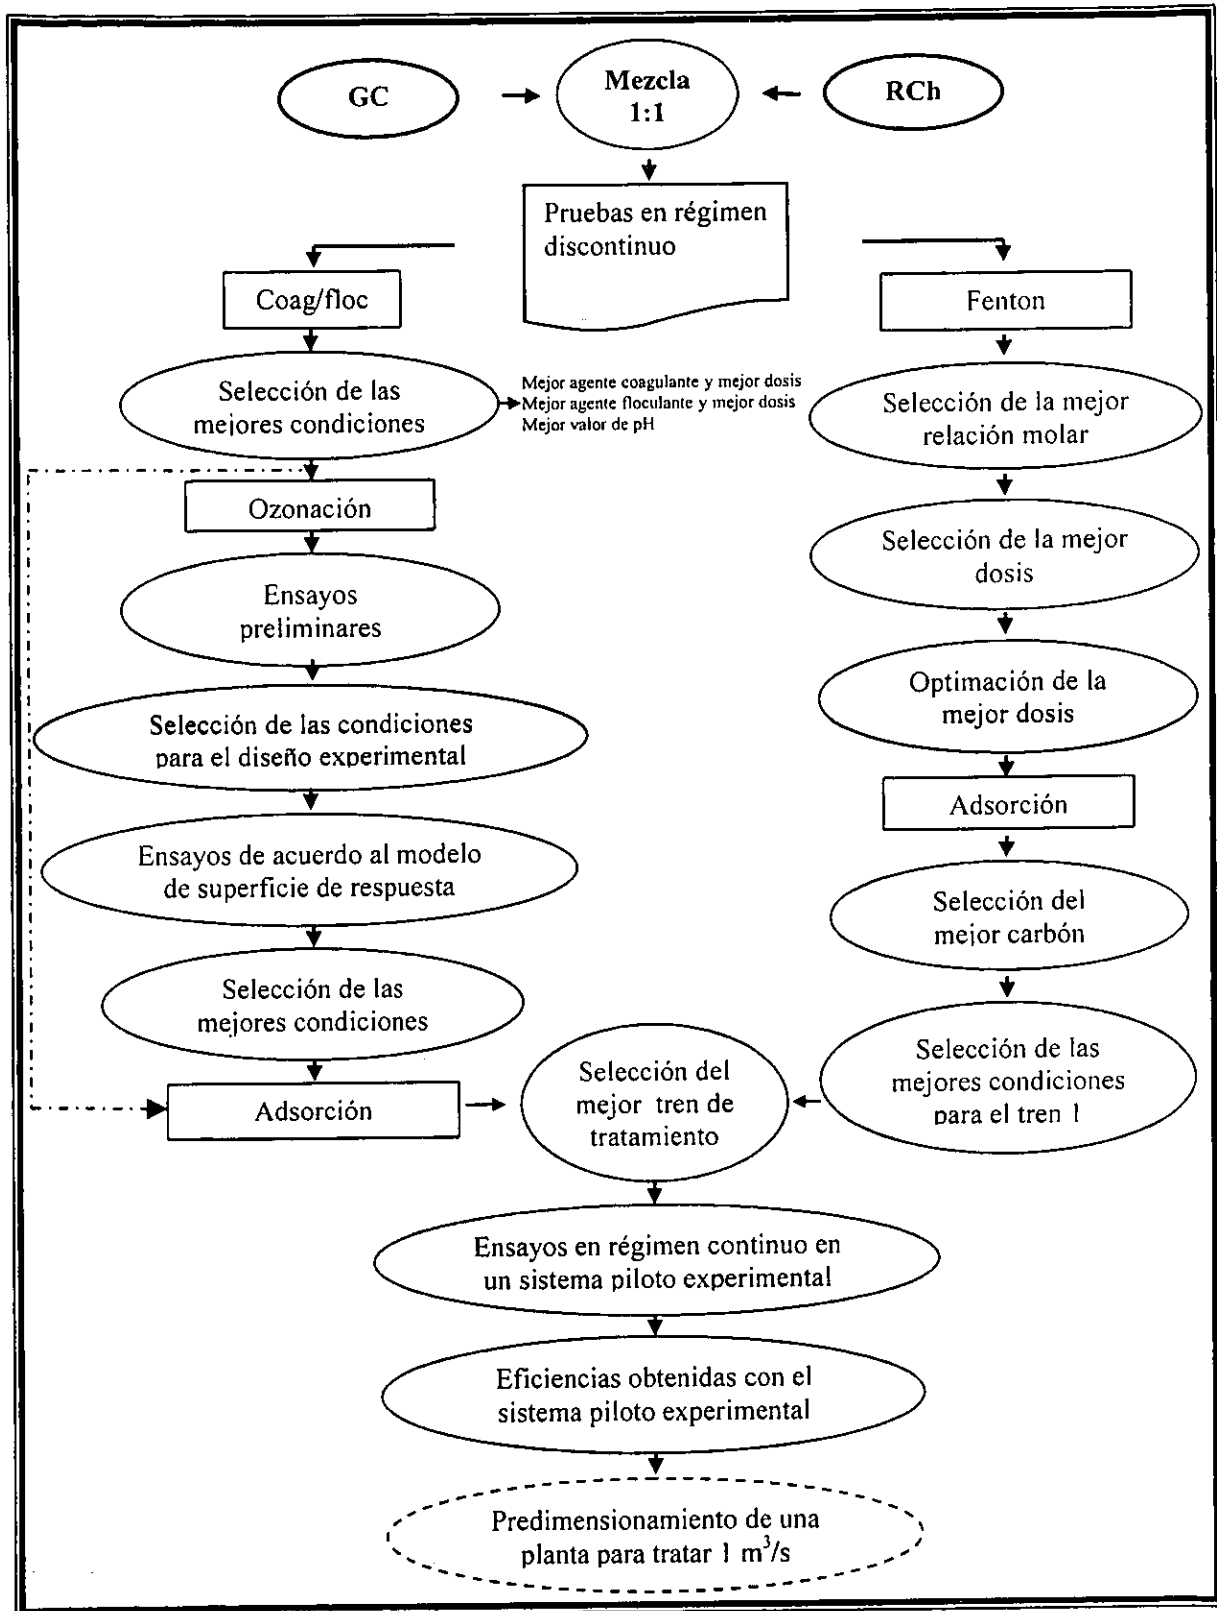 GC
Mezcla
1:1
RCh
Pruebas en régimen
discontinuo
Coag/floc
Fenton
Selección de las
mejores condiciones
Mejor agente coagulante y mejor dosis
Mejor agente floculante y mejor dosis
Mejor valor de pH
Selección de la mejor
relación molar
Ozonación
Selección de la mejor
dosis
Ensayos
preliminares
Optimación de la
mejor dosis
Selección de las condiciones
para el diseño experimental
Adsorción
Ensayos de acuerdo al modelo
de superficie de respuesta
Selección del
mejor carbón
Selección de las
mejores condiciones
Selección de las
mejores condiciones
para el tren 1
Adsorción
Selección del
mejor tren de
tratamiento
Ensayos en régimen continuo en
un sistema piloto experimental
Eficiencias obtenidas con el
sistema piloto experimental
Predimensionamiento de una
planta para tratar 1 m³/s